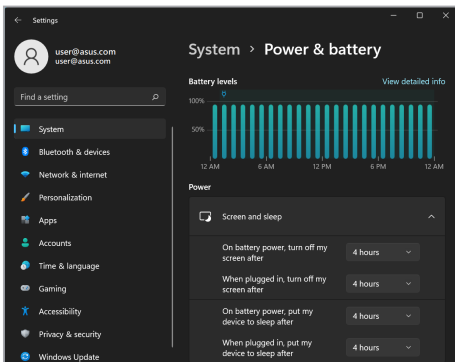 Settings
user@asus.com
user@asus.com
Find a setting
System
Bluetooth & devices
Network & internet
Personalization
Apps
Accounts
Time & language
Gaming
Accessibility
Privacy & security
Windows Update
System > Power & battery
Battery levels
View detailed info
100%
50%
12 AM 6 AM 12 PM 6 PM 12 AM
Power
Screen and sleep
On battery power, turn off my
screen after
4 hours
When plugged in, turn off my
screen after
4 hours
On battery power, put my
device to sleep after
4 hours
When plugged in, put my
device to sleep after
4 hours